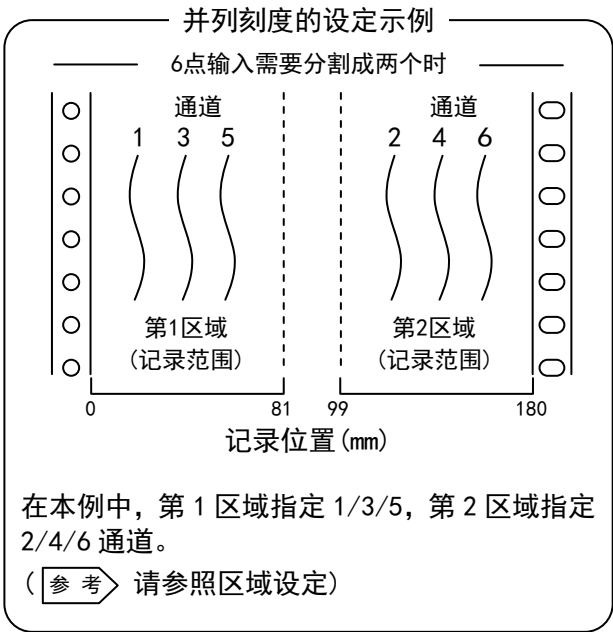 并列刻度的设定示例
6点输入需要分割成两个时
通道 通道
1 3 5 2 4 6
第1区域 第2区域
(记录范围) (记录范围)
0 81 99 180
记录位置(mm)
在本例中，第 1 区域指定 1/3/5，第 2 区域指定
2/4/6 通道。
(参 考 请参照区域设定)